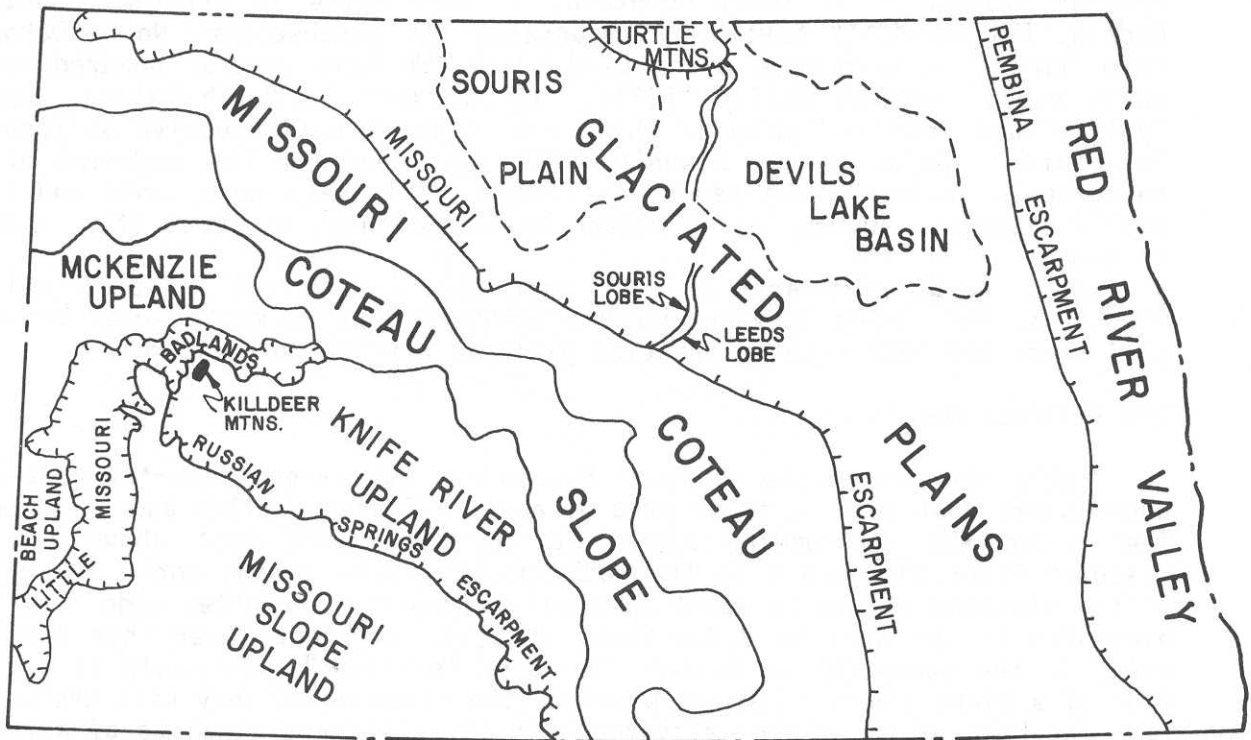 TURTLE
MTNS.
SOURIS
PLAIN
GLACIATED
PLAINS
DEVILS
LAKE
BASIN
PEMBINA
ESCARPMENT
RED
RIVER
VALLEY
MISSOURI
COTEAU
MISSOURI
ESCARPMENT
COTEAU
SLOPE
SOURIS
LOBE
LEEDS
LOBE
MCKENZIE
UPLAND
LITTLE
MISSOURI
BADLANDS
KILLDEER
MTNS.
KNIFE RIVER
UPLAND
RUSSIAN
SPRINGS
ESCARPMENT
BEACH
UPLAND
MISSOURI
SLOPE
UPLAND